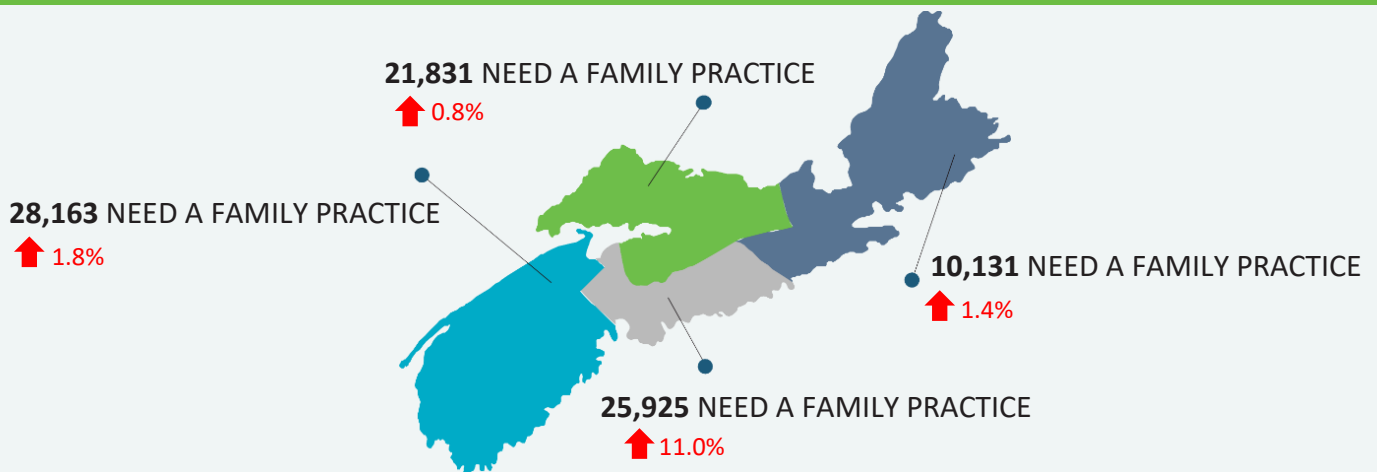 21,831 NEED A FAMILY PRACTICE
0.8%
28,163 NEED A FAMILY PRACTICE
1.8%
10,131 NEED A FAMILY PRACTICE
1.4%
25,925 NEED A FAMILY PRACTICE
11.0%